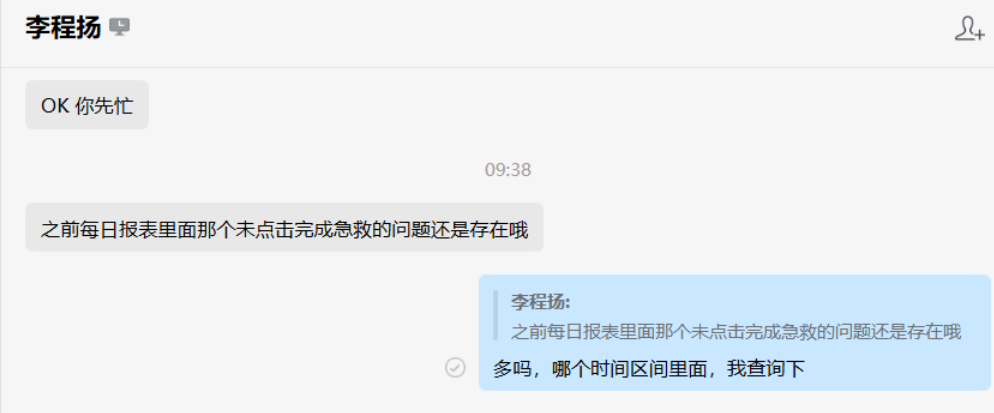 李程扬
OK 你先忙
09:38
之前每日报表里面那个未点击完成急救的问题还是存在哦
李程扬:
之前每日报表里面那个未点击完成急救的问题还是存在哦
多吗，哪个时间区间里面，我查询下